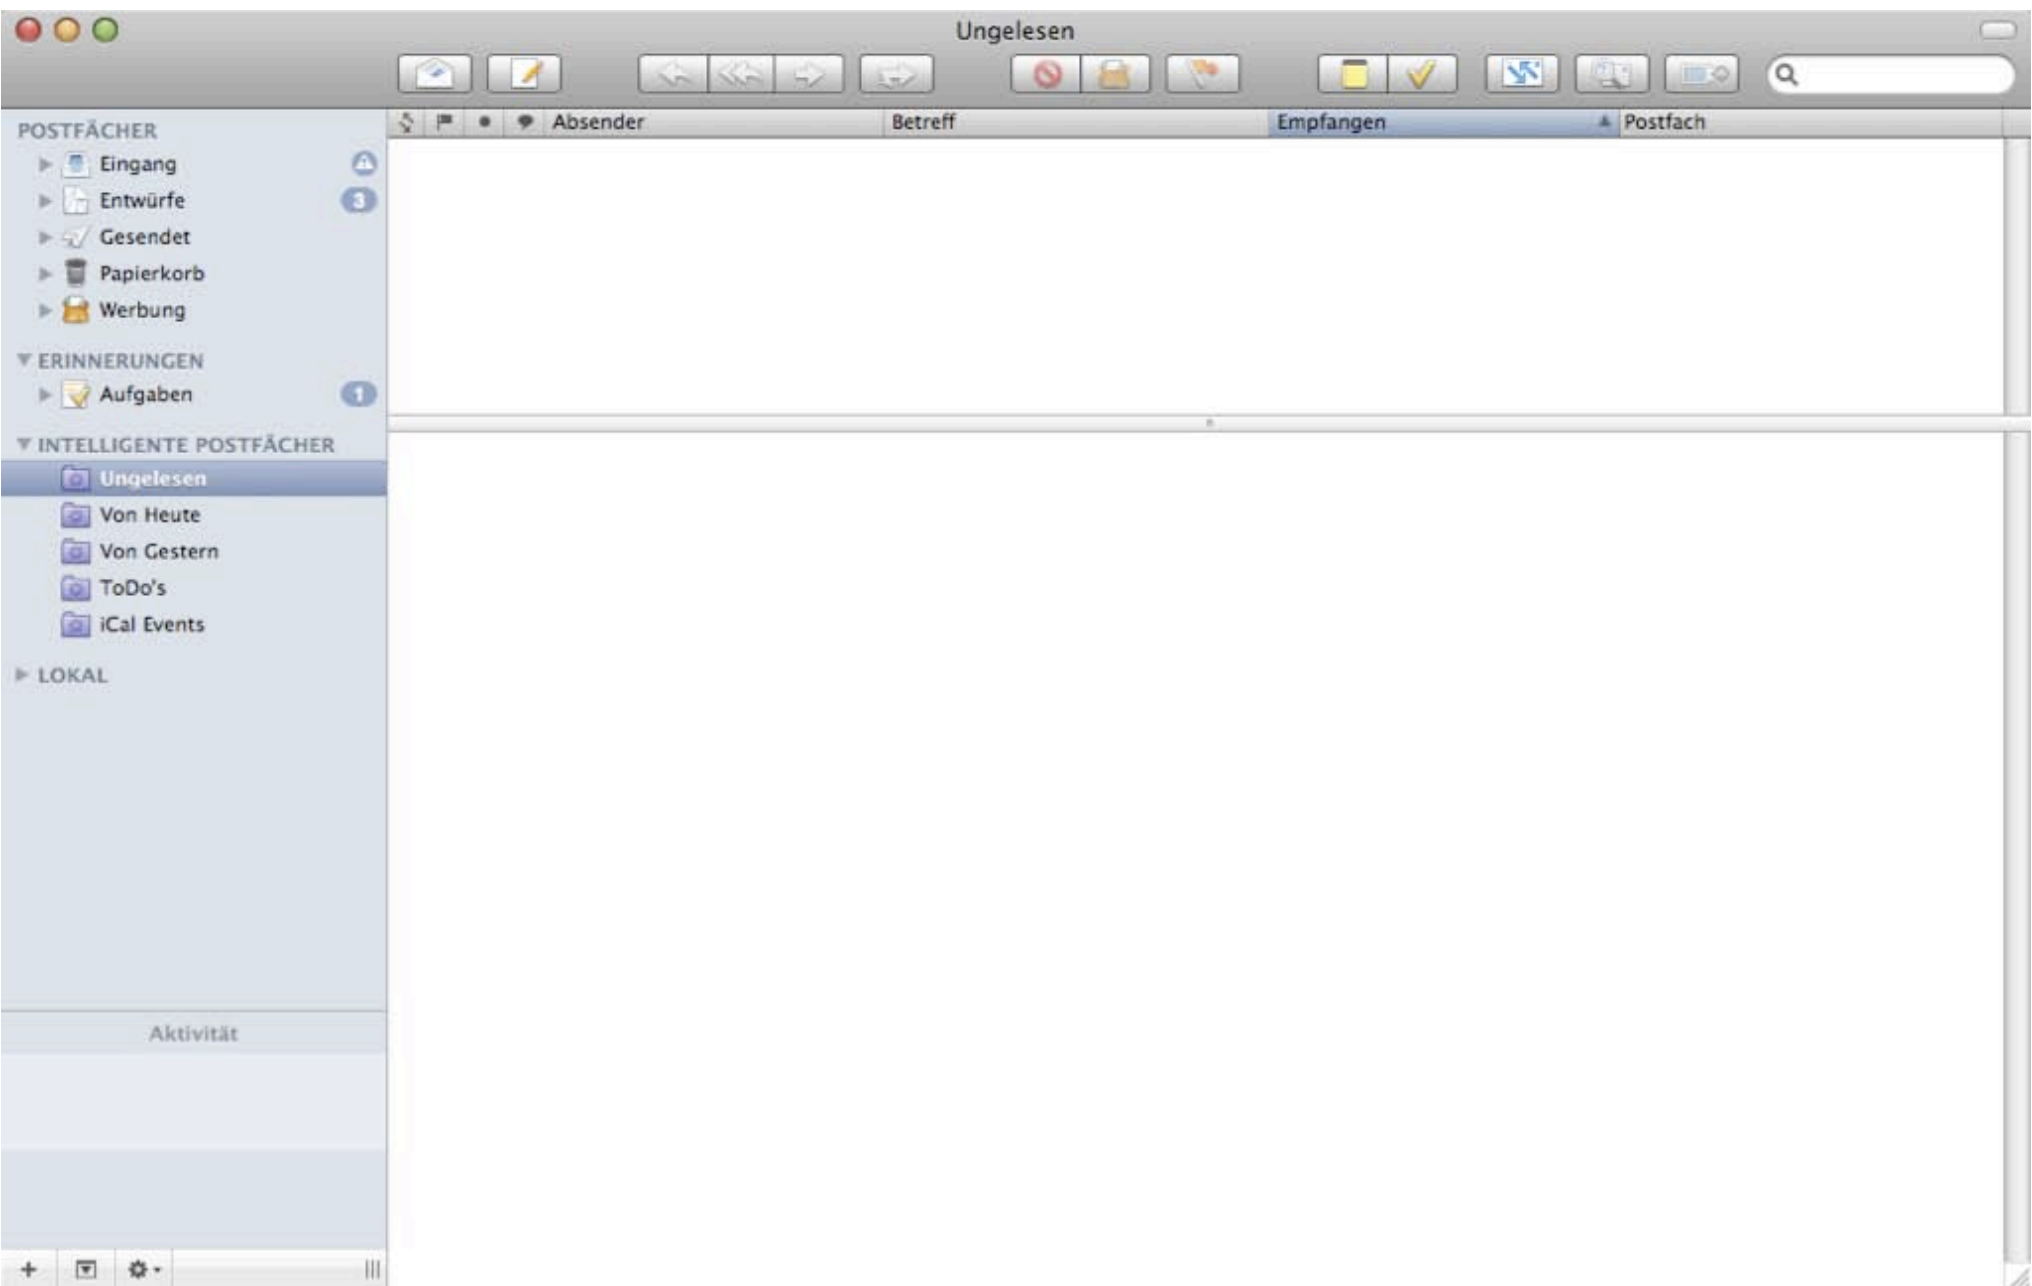 Ungelesen
Absender Betreff Empfangen Postfach
POSTFÄCHER
Eingang
Entwürfe 3
Gesendet
Papierkorb
Werbung
ERINNERUNGEN
Aufgaben 1
INTELLIGENTE POSTFÄCHER
Ungelesen
Von Heute
Von Gestern
ToDo's
iCal Events
LOKAL
Aktivität